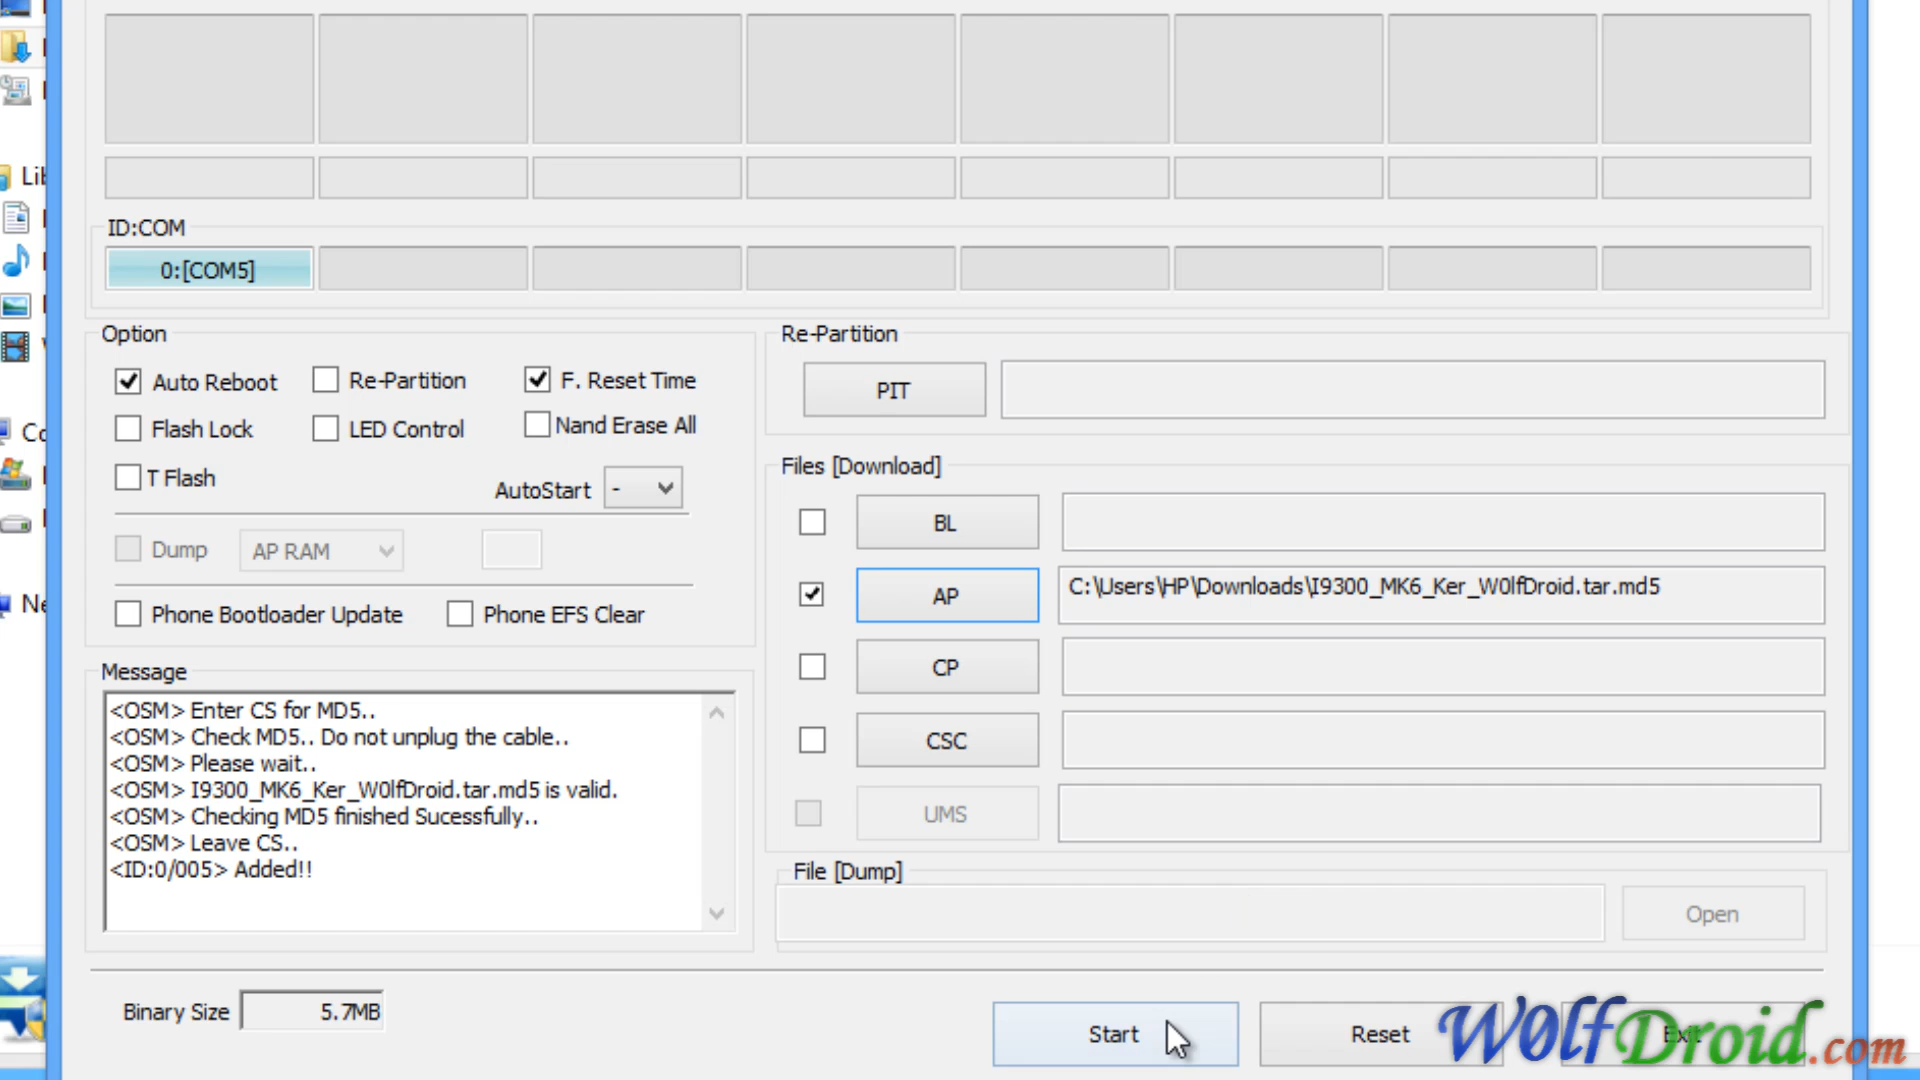 Lib
ID:COM
0:[COM5]
Option
Auto Reboot
Re-Partition
F. Reset Time
Flash Lock
LED Control
Nand Erase All
T Flash
AutoStart
-
Dump
AP RAM
Phone Bootloader Update
Phone EFS Clear
Co
Ne
Re-Partition
PIT
Files [Download]
BL
AP
C:\Users\HP\Downloads\I9300_MK6_Ker_W0lfDroid.tar.md5
CP
CSC
UMS
File [Dump]
Open
Message
<OSM> Enter CS for MD5..
<OSM> Check MD5.. Do not unplug the cable..
<OSM> Please wait..
<OSM> I9300_MK6_Ker_W0lfDroid.tar.md5 is valid.
<OSM> Checking MD5 finished Sucessfully..
<OSM> Leave CS..
<ID:0/005> Added!!
Binary Size
5.7MB
Start
Reset
Exit
W0lfDroid.com